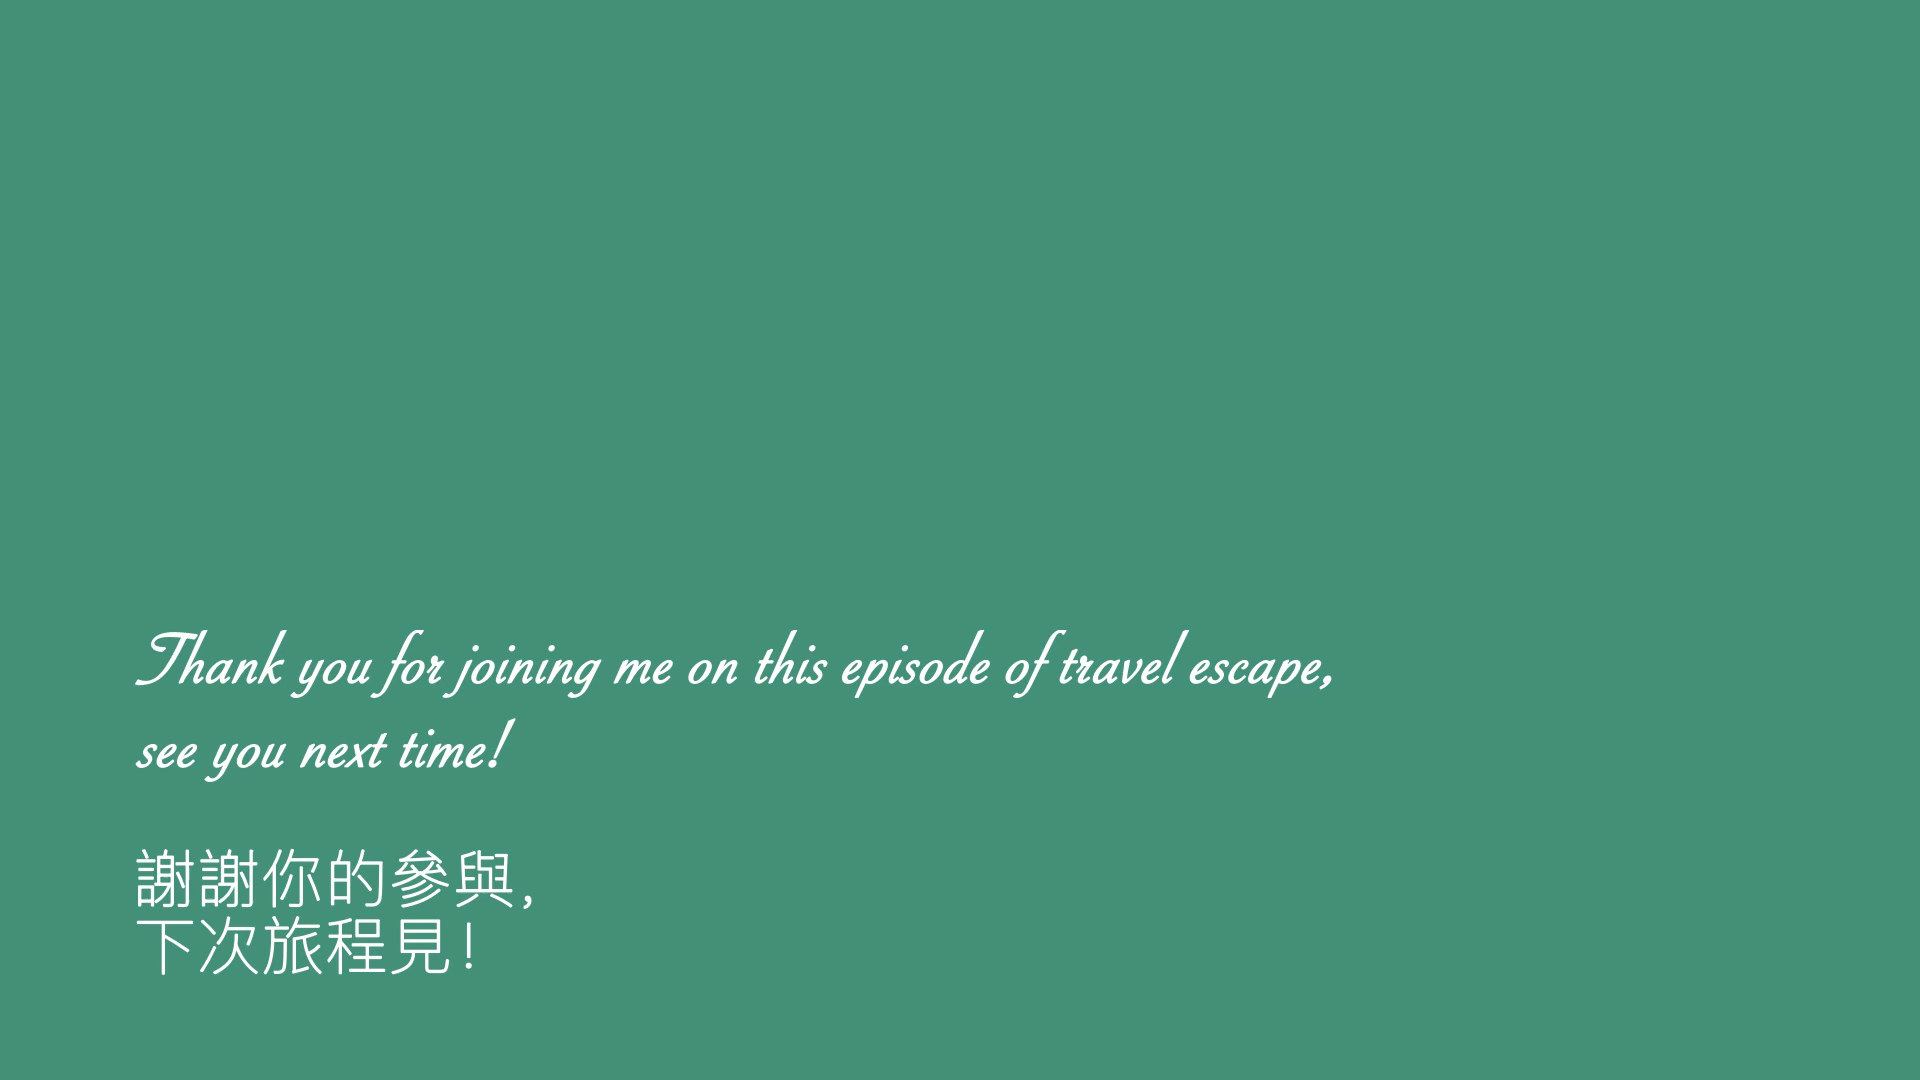 Thank you for joining me on this episode of travel escape,
see you next time!
謝謝你的參與,
下次旅程見!